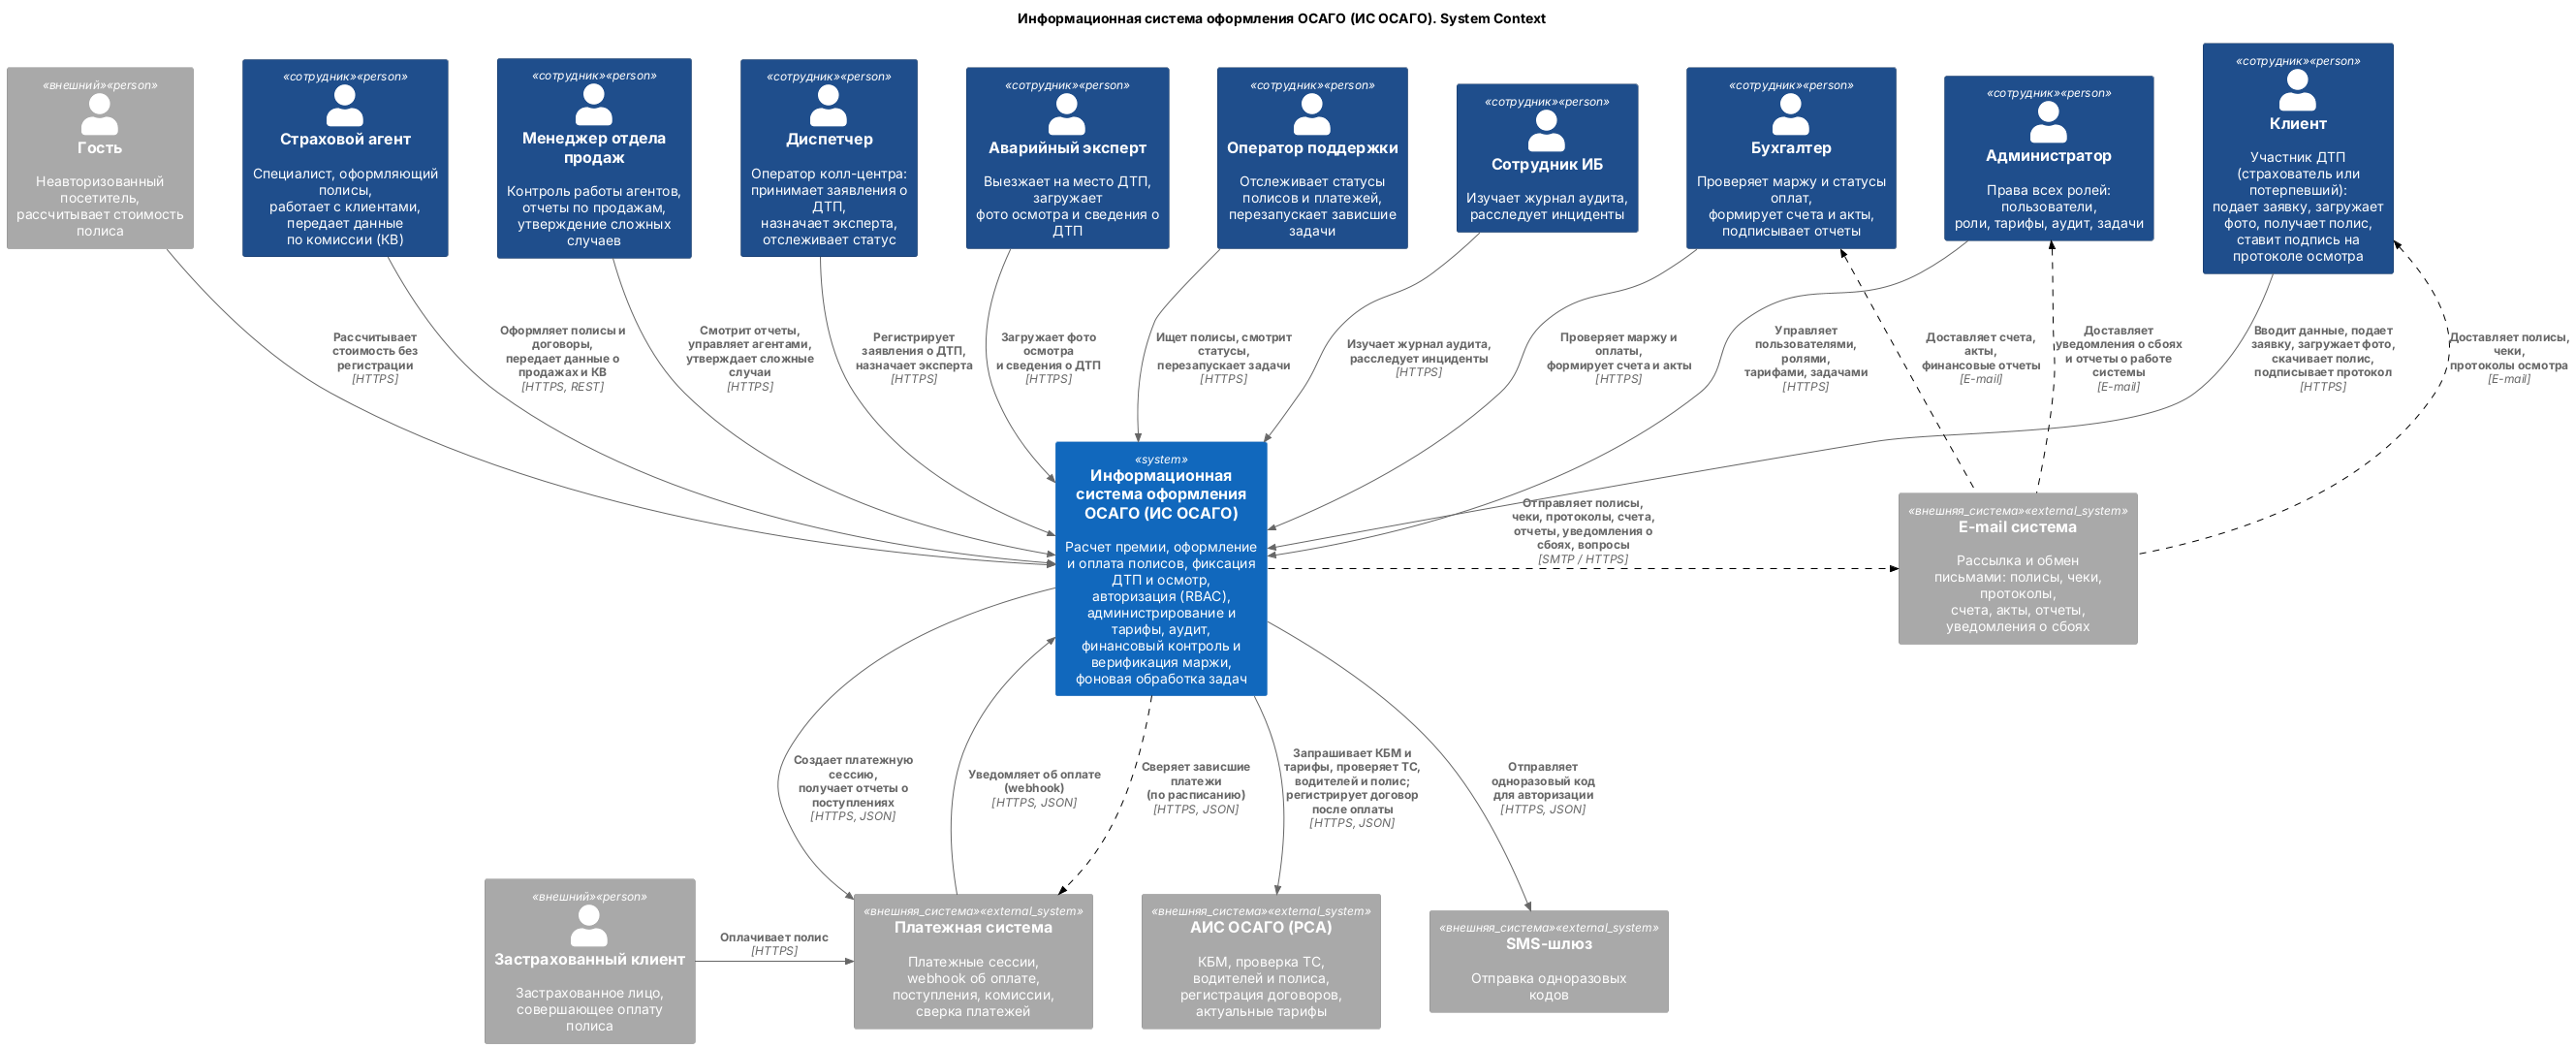 Информационная система оформления ОСАГО (ИС ОСАГО). System Context
«внешний»«person»
Гость
Неавторизованный
посетитель,
рассчитывает стоимость
полиса
«сотрудник»«person»
Страховой агент
Специалист, оформляющий
полисы,
работает с клиентами,
передает данные
по комиссии (КВ)
«сотрудник»«person»
Менеджер отдела
продаж
Контроль работы агентов,
отчеты по продажам,
утверждение сложных
случаев
«сотрудник»«person»
Диспетчер
Оператор колл-центра:
принимает заявления о
ДТП,
назначает эксперта,
отслеживает статус
«сотрудник»«person»
Аварийный эксперт
Выезжает на место ДТП,
загружает
фото осмотра и сведения о
ДТП
«сотрудник»«person»
Оператор поддержки
Отслеживает статусы
полисов и платежей,
перезапускает зависшие
задачи
«сотрудник»«person»
Сотрудник ИБ
Изучает журнал аудита,
расследует инциденты
«сотрудник»«person»
Бухгалтер
Проверяет маржу и статусы
оплат,
формирует счета и акты,
подписывает отчеты
«сотрудник»«person»
Администратор
Права всех ролей:
пользователи,
роли, тарифы, аудит, задачи
«сотрудник»«person»
Клиент
Участник ДТП
(страхователь или
потерпевший):
подает заявку, загружает
фото, получает полис,
ставит подпись на
протоколе осмотра
Рассчитывает
стоимость без
регистрации
[HTTPS]
Оформляет полисы и
договоры,
передает данные о
продажах и КВ
[HTTPS, REST]
Смотрит отчеты,
управляет агентами,
утверждает сложные
случаи
[HTTPS]
Регистрирует
заявления о ДТП,
назначает эксперта
[HTTPS]
Загружает фото
осмотра
и сведения о ДТП
[HTTPS]
Ищет полисы, смотрит
статусы,
перезапускает задачи
[HTTPS]
Изучает журнал аудита,
расследует инциденты
[HTTPS]
Проверяет маржу и
оплаты,
формирует счета и акты
[HTTPS]
Управляет
пользователями,
ролями,
тарифами, задачами
[HTTPS]
Доставляет счета,
акты,
финансовые отчеты
[E-mail]
Доставляет
уведомления о сбоях
и отчеты о работе
системы
[E-mail]
Вводит данные, подает
заявку, загружает фото,
скачивает полис,
подписывает протокол
[HTTPS]
Доставляет полисы,
чеки,
протоколы осмотра
[E-mail]
«system»
Информационная
система оформления
ОСАГО (ИС ОСАГО)
Расчет премии, оформление
и оплата полисов, фиксация
ДТП и осмотр,
авторизация (RBAC),
администрирование и
тарифы, аудит,
финансовый контроль и
верификация маржи,
фоновая обработка задач
Отправляет полисы,
чеки, протоколы, счета,
отчеты, уведомления о
сбоях, вопросы
[SMTP / HTTPS]
«внешняя_система»«external_system»
E-mail система
Рассылка и обмен
письмами: полисы, чеки,
протоколы,
счета, акты, отчеты,
уведомления о сбоях
Создает платежную
сессию,
получает отчеты о
поступлениях
[HTTPS, JSON]
Уведомляет об оплате
(webhook)
[HTTPS, JSON]
Сверяет зависшие
платежи
(по расписанию)
[HTTPS, JSON]
Запрашивает КБМ и
тарифы, проверяет ТС,
водителей и полис;
регистрирует договор
после оплаты
[HTTPS, JSON]
Отправляет
одноразовый код
для авторизации
[HTTPS, JSON]
«внешний»«person»
Застрахованный клиент
Застрахованное лицо,
совершающее оплату
полиса
Оплачивает полис
[HTTPS]
«внешняя_система»«external_system»
Платежная система
Платежные сессии,
webhook об оплате,
поступления, комиссии,
сверка платежей
«внешняя_система»«external_system»
АИС ОСАГО (РСА)
КБМ, проверка ТС,
водителей и полиса,
регистрация договоров,
актуальные тарифы
«внешняя_система»«external_system»
SMS-шлюз
Отправка одноразовых
кодов